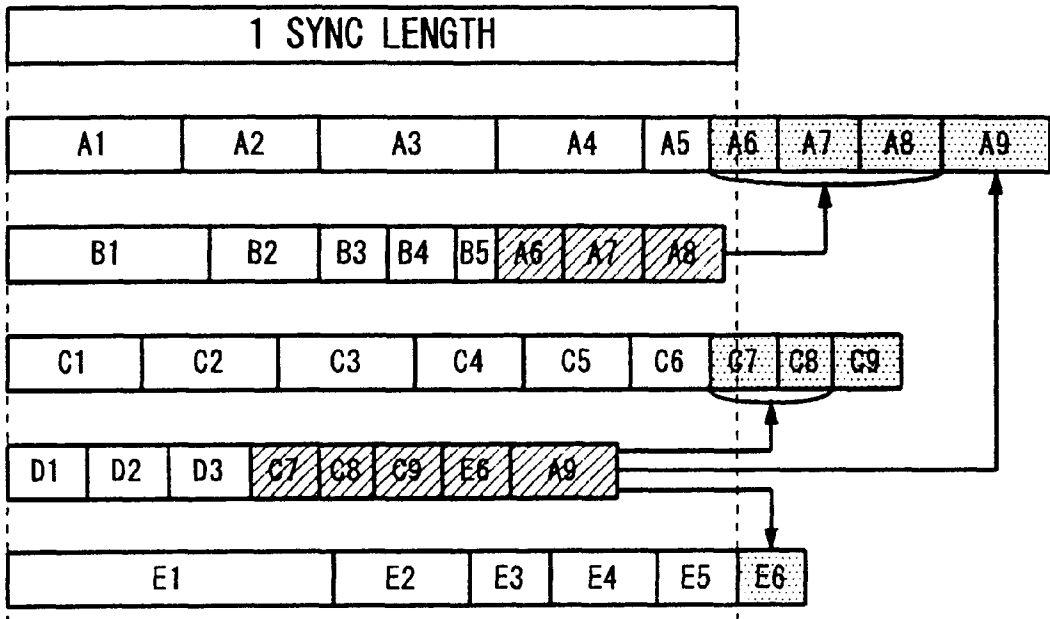 1 SYNC LENGTH
A1 A2 A3 A4 A5 A6 A7 A8 A9
B1 B2 B3 B4 B5 A6 A7 A8
C1 C2 C3 C4 C5 C6 C7 C8 C9
D1 D2 D3 C7 C8 C9 E6 A9
E1 E2 E3 E4 E5 E6